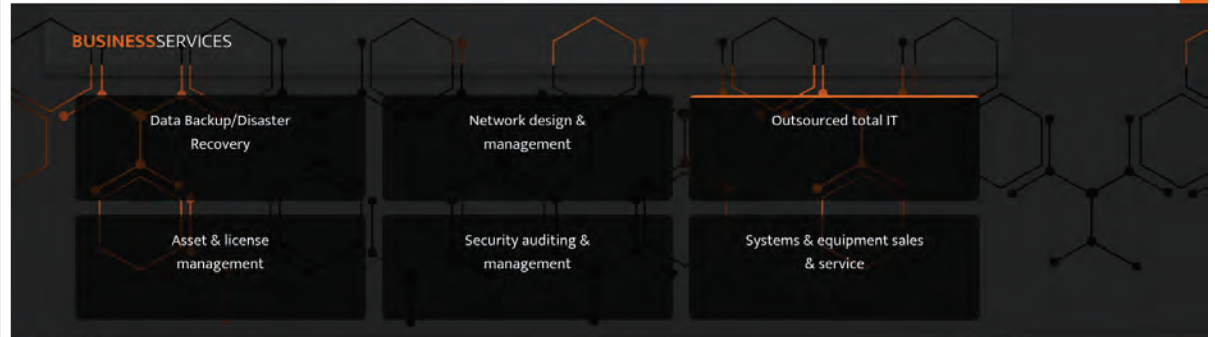 BUSINESSSERVICES
Data Backup/Disaster
Recovery
Network design &
management
Outsourced total IT
Asset & license
management
Security auditing &
management
Systems & equipment sales
& service